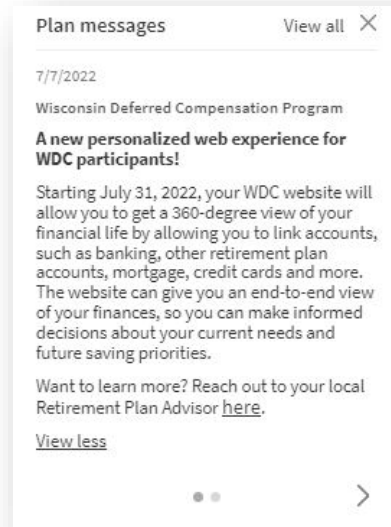 Plan messages View all
7/7/2022
Wisconsin Deferred Compensation Program
A new personalized web experience for
WDC participants!
Starting July 31, 2022, your WDC website will
allow you to get a 360-degree view of your
financial life by allowing you to link accounts,
such as banking, other retirement plan
accounts, mortgage, credit cards and more.
The website can give you an end-to-end view
of your finances, so you can make informed
decisions about your current needs and
future saving priorities.
Want to learn more? Reach out to your local
Retirement Plan Advisor here.
View less